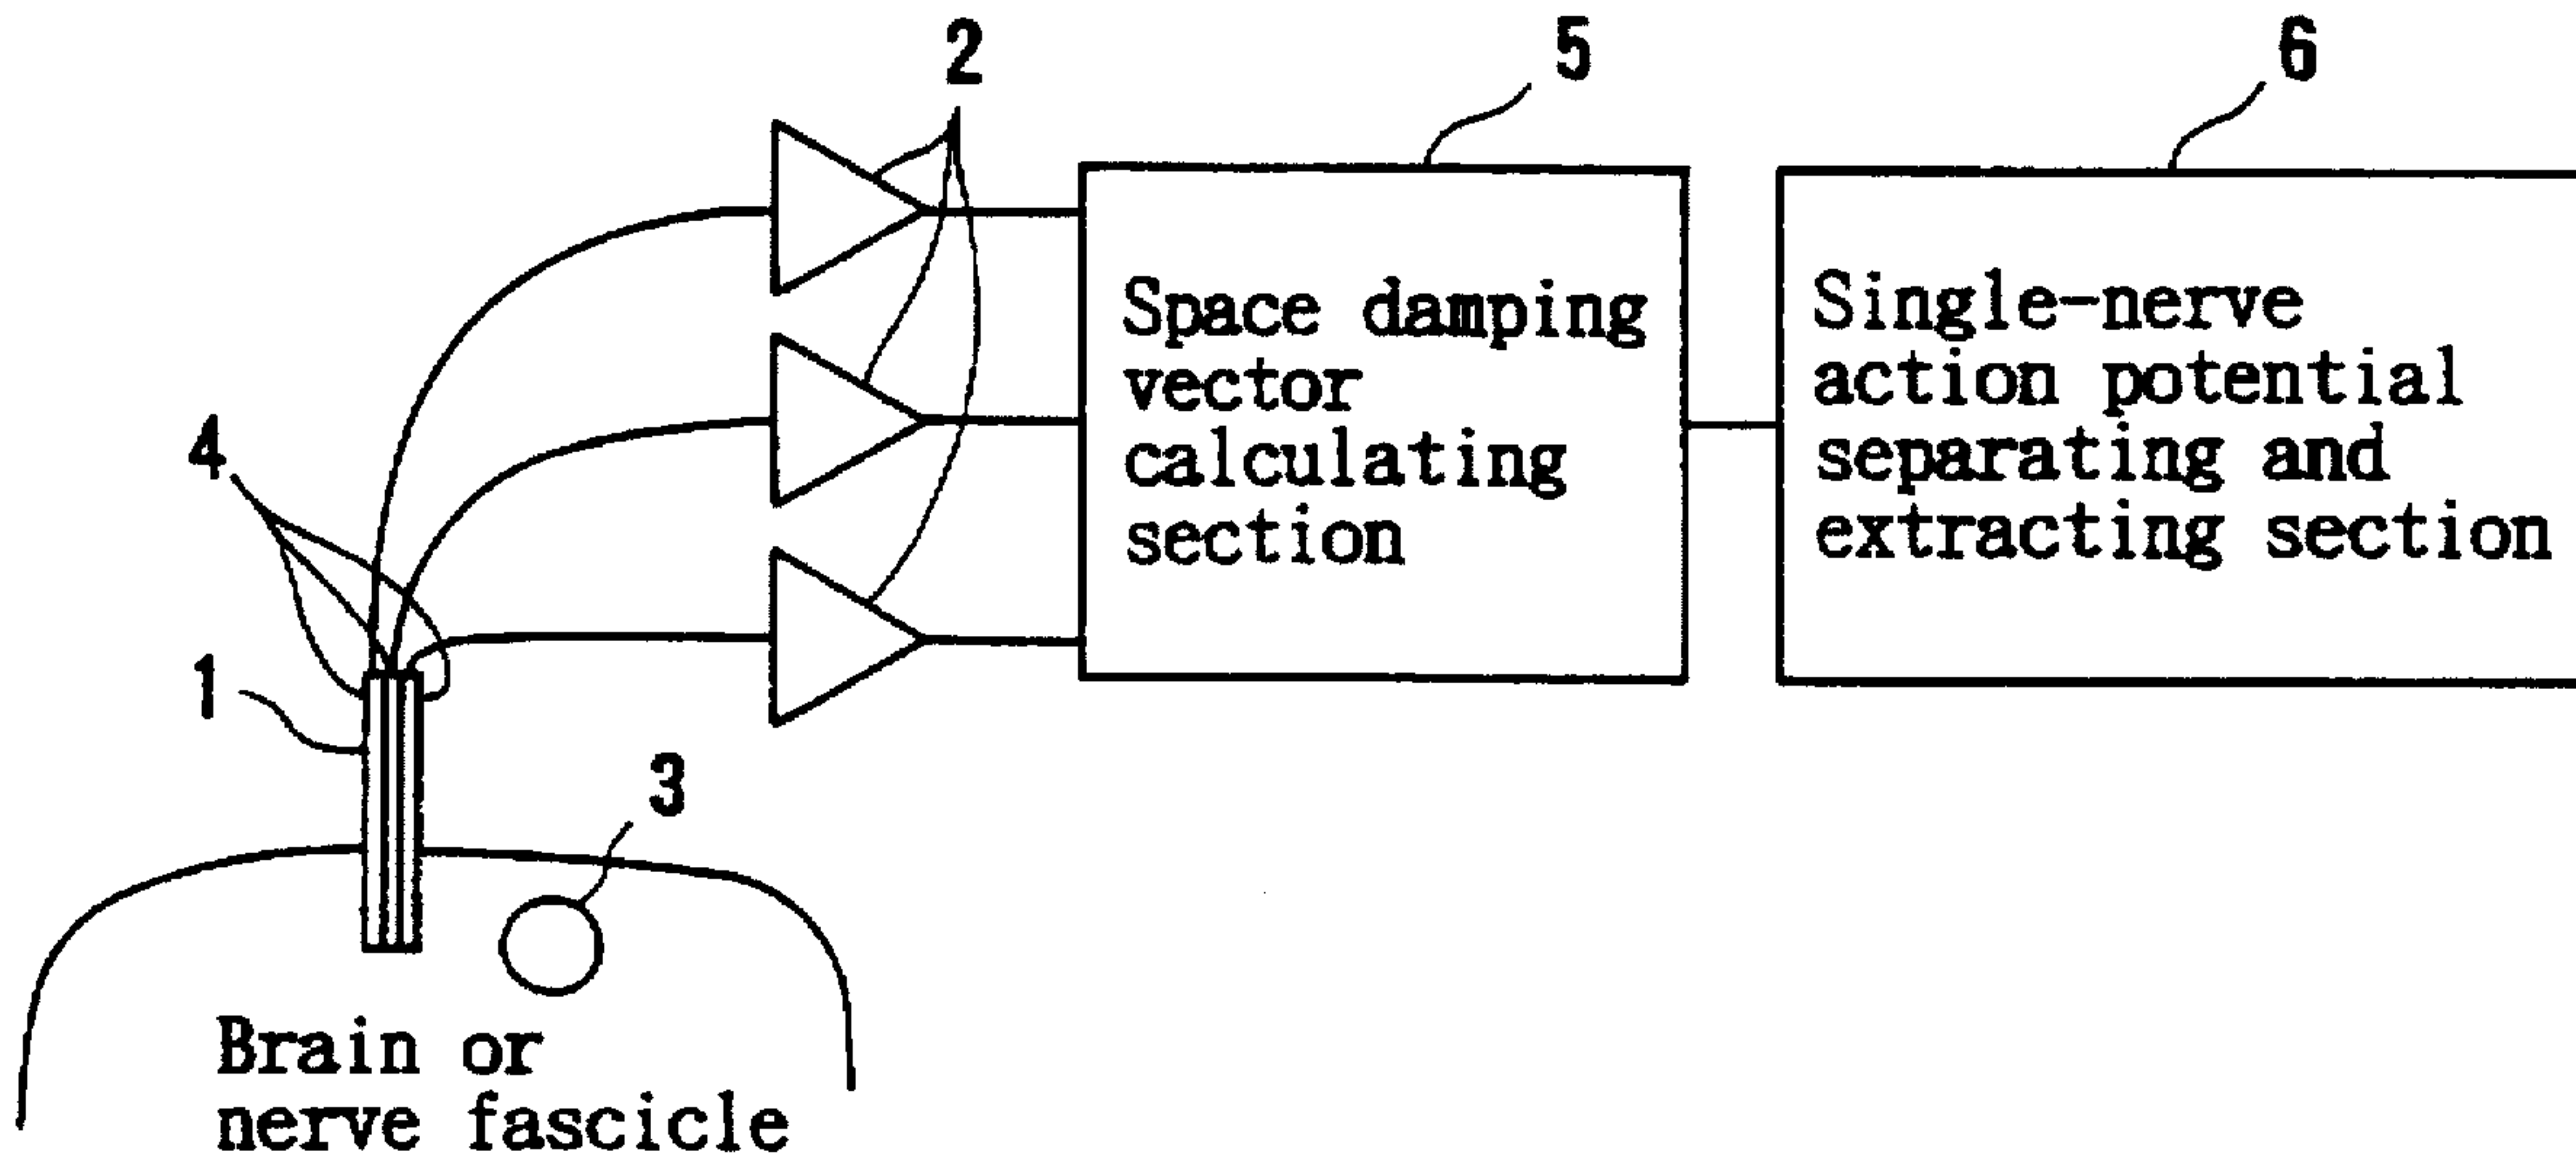 2
5
6
Space damping
vector
calculating
section
Single-nerve
action potential
separating and
extracting section
4
1
3
Brain or
nerve fascicle